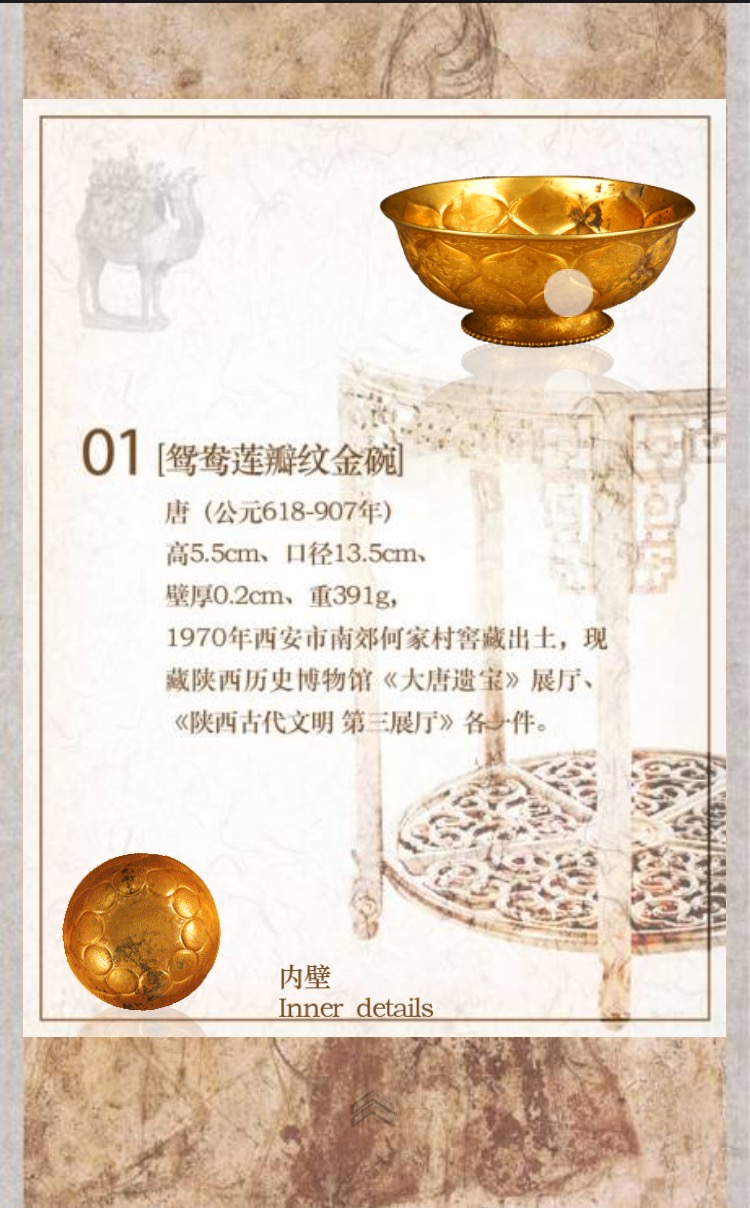 01 [鸳鸯莲瓣纹金碗]
唐（公元618-907年）
高5.5cm、口径13.5cm、
壁厚0.2cm、重391g，
1970年西安市南郊何家村窖藏出土，现
藏陕西历史博物馆《大唐遗宝》展厅、
《陕西古代文明 第三展厅》各一件。
内壁
Inner details